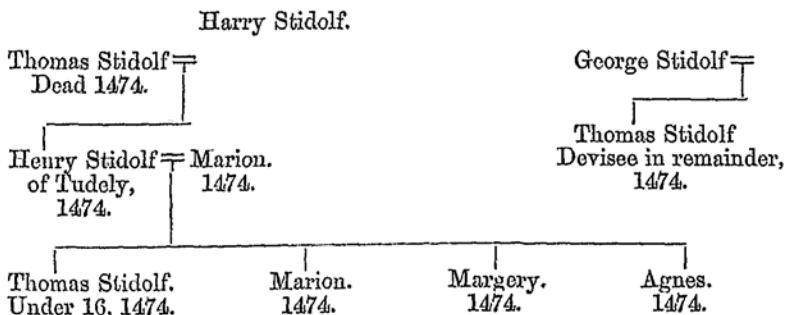 Harry Stidolf.
Thomas Stidolf
Dead 1474.
George Stidolf
Henry Stidolf
of Tudely,
1474.
Marion.
1474.
Thomas Stidolf
Devisee in remainder,
1474.
Thomas Stidolf.
Under 16, 1474.
Marion.
1474.
Margery.
1474.
Agnes.
1474.